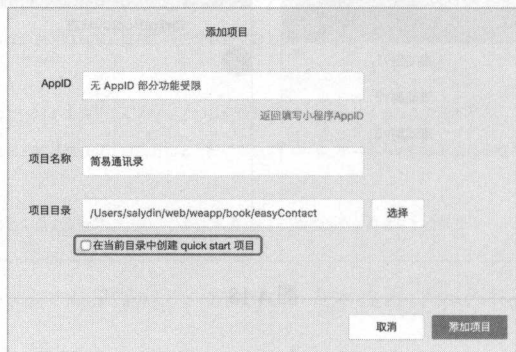 添加项目
AppID 无 AppID 部分功能受限
返回填写小程序AppID
项目名称 简易通讯录
项目目录 /Users/salydin/web/weapp/book/easyContact 选择
在当前目录中创建 quick start 项目
取消 添加项目